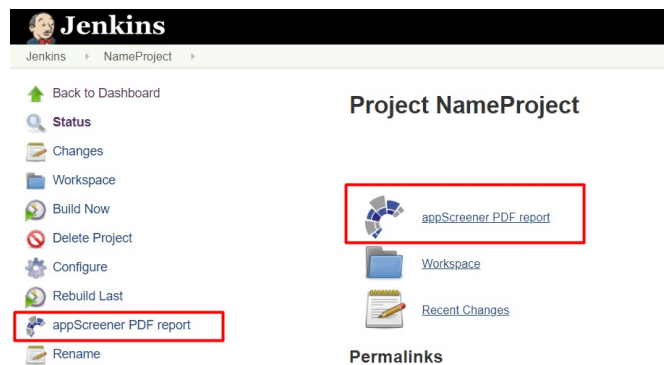 Jenkins
Jenkins NameProject
Back to Dashboard
Status
Changes
Workspace
Build Now
Delete Project
Configure
Rebuild Last
appScreener PDF report
Rename
Project NameProject
appScreener PDF report
Workspace
Recent Changes
Permalinks